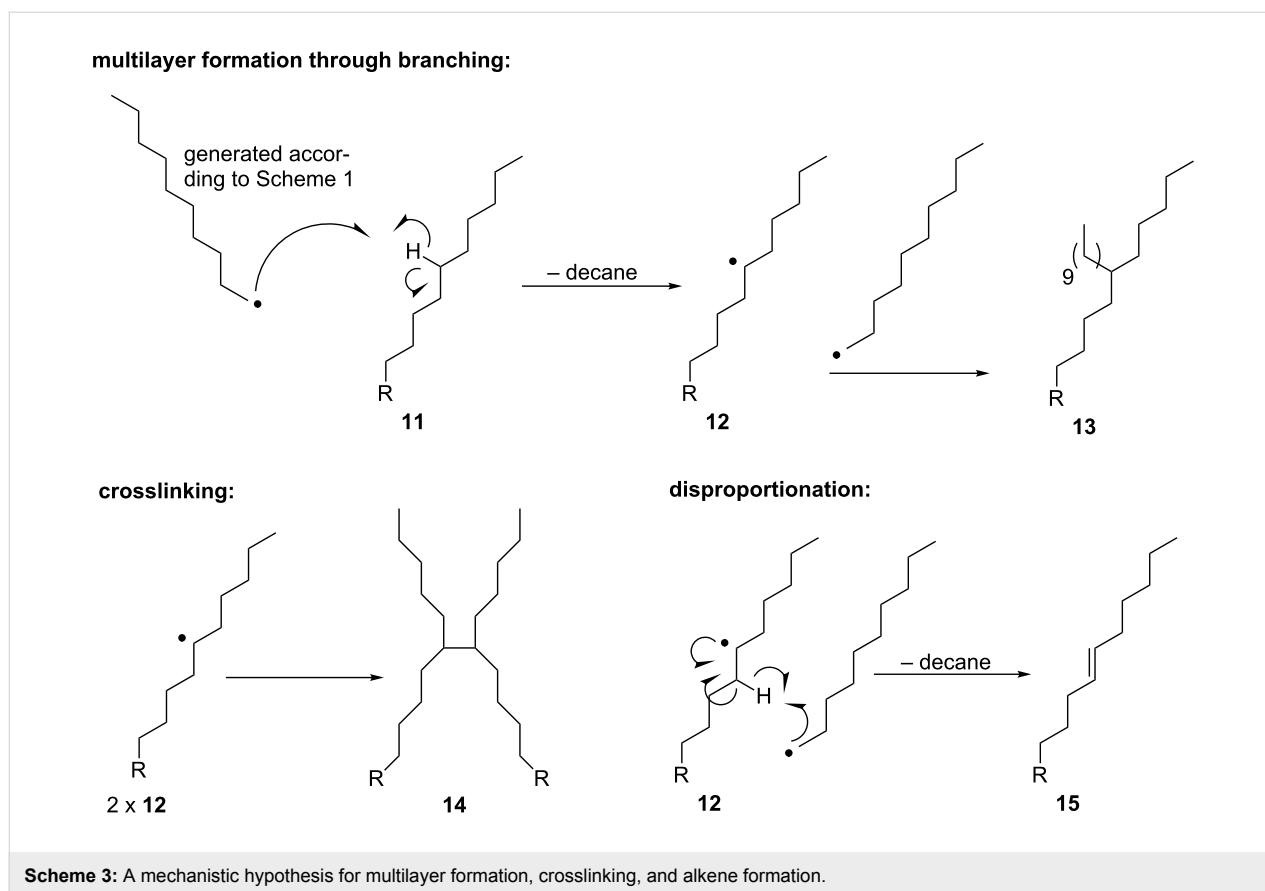 multilayer formation through branching:
generated accor-
ding to Scheme 1
H
R
11
– decane
12
R
9
R
13
crosslinking:
R
2 x 12
R
R
14
disproportionation:
H
R
12
– decane
R
15
Scheme 3: A mechanistic hypothesis for multilayer formation, crosslinking, and alkene formation.